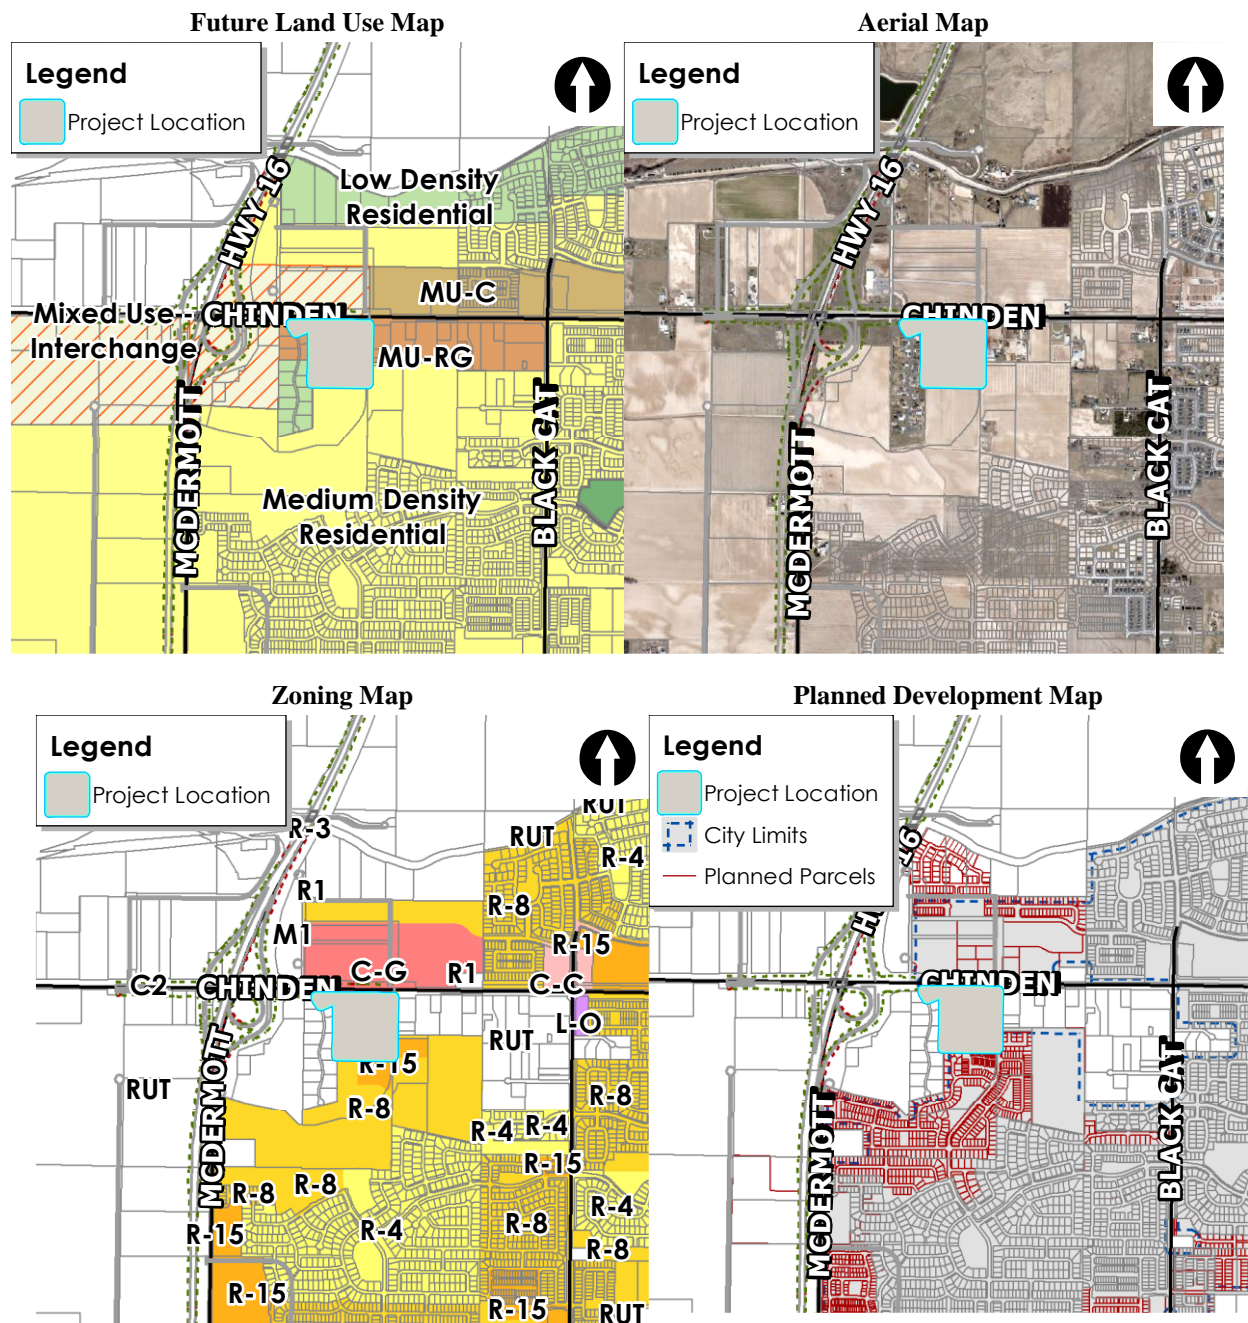 Future Land Use Map
Aerial Map
Legend
Project Location
Legend
Project Location
HWY 16
Low Density
Residential
MU-C
Mixed Use -
Interchange
CHINDEN
MU-RG
MCDERMOTT
BLACK CAT
Medium Density
Residential
HWY 16
CHINDEN
MCDERMOTT
BLACK CAT
Zoning Map
Planned Development Map
Legend
Project Location
Legend
Project Location
City Limits
Planned Parcels
RUT
R-3
RUT
R-4
R1
R-8
M1
R-15
C-G
R1
C2
CHINDEN
C-C
L-O
RUT
R-15
RUT
R-8
R-8
MCDERMOTT
R-4
R-4
R-15
R-8
R-8
R-4
R-15
R-4
R-8
R-8
R-15
R-15
RUT
16
CHINDEN
MCDERMOTT
BLACK CAT